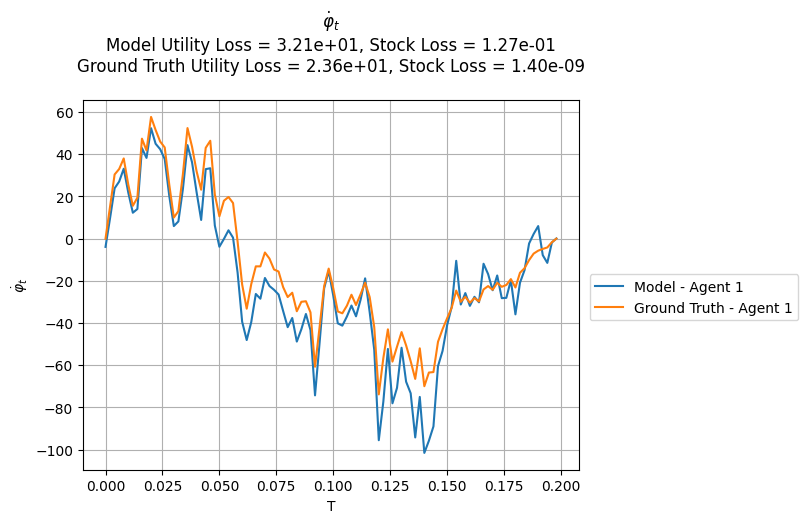 φ̇ₜ
Model Utility Loss = 3.21e+01, Stock Loss = 1.27e-01
Ground Truth Utility Loss = 2.36e+01, Stock Loss = 1.40e-09
60
40
20
0
−20
−40
−60
−80
−100
φ̇ₜ
0.000 0.025 0.050 0.075 0.100 0.125 0.150 0.175 0.200
T
Model - Agent 1
Ground Truth - Agent 1